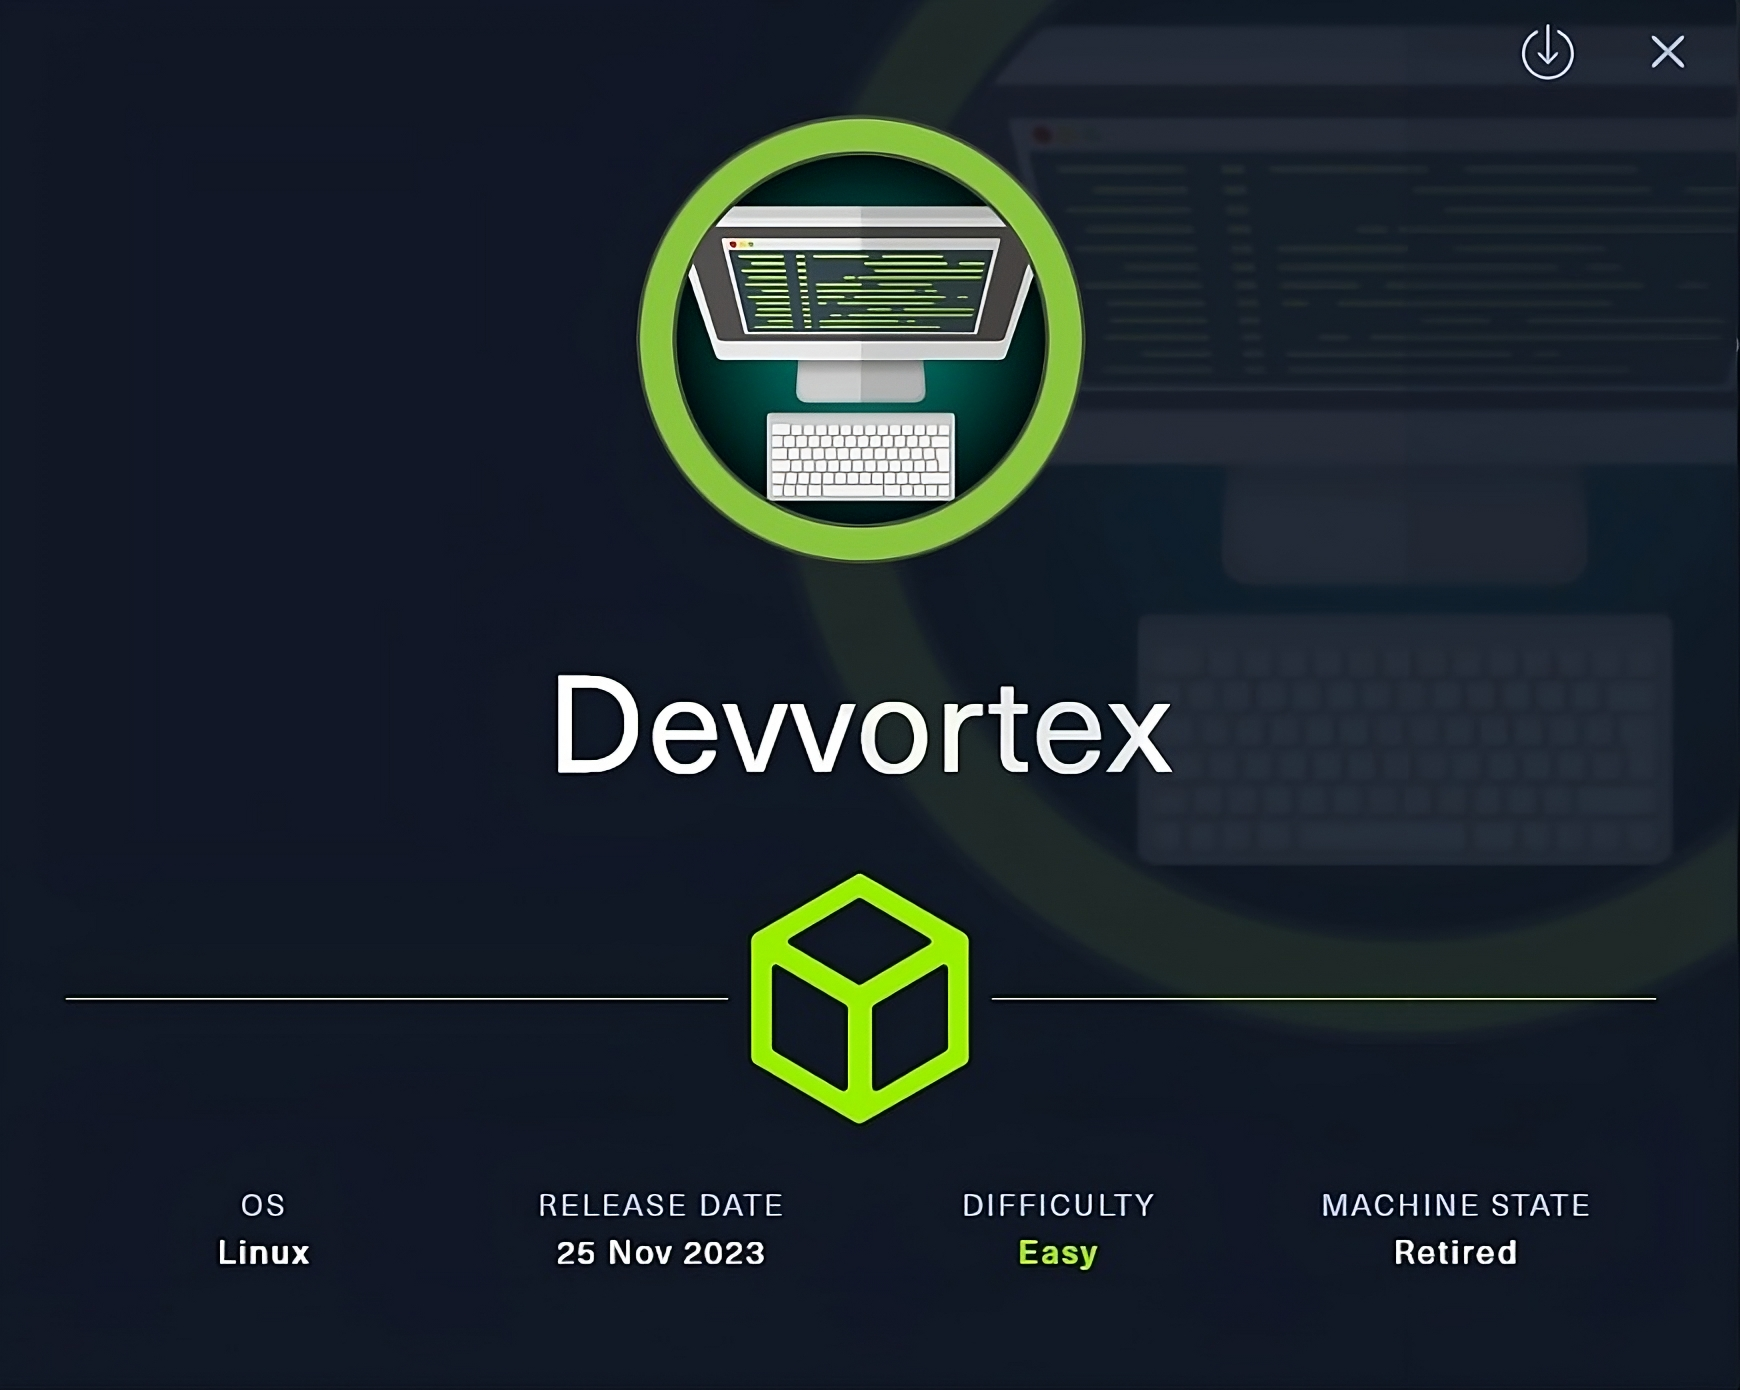 Devvortex
OS
Linux
RELEASE DATE
25 Nov 2023
DIFFICULTY
Easy
MACHINE STATE
Retired